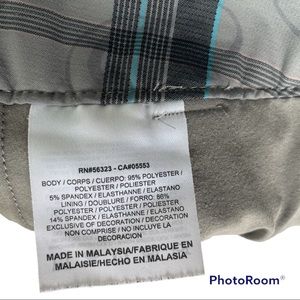 RN#56323 - CA#05553
BODY / CORPS / CUERPO: 95% POLYESTER /
POLYESTER / POLIESTER
5% SPANDEX / ELASTHANNE / ELASTANO
LINING / DOUBLURE / FORRO: 86%
POLYESTER / POLYESTER / POLIESTER
14% SPANDEX / ELASTHANNE / ELASTANO
EXCLUSIVE OF DECORATION / DECORATION
NON COMPRISE / NO INCLUYE LA
DECORACION
MADE IN MALAYSIA/FABRIQUE EN
MALAISIE/HECHO EN MALASIA
PhotoRoom®